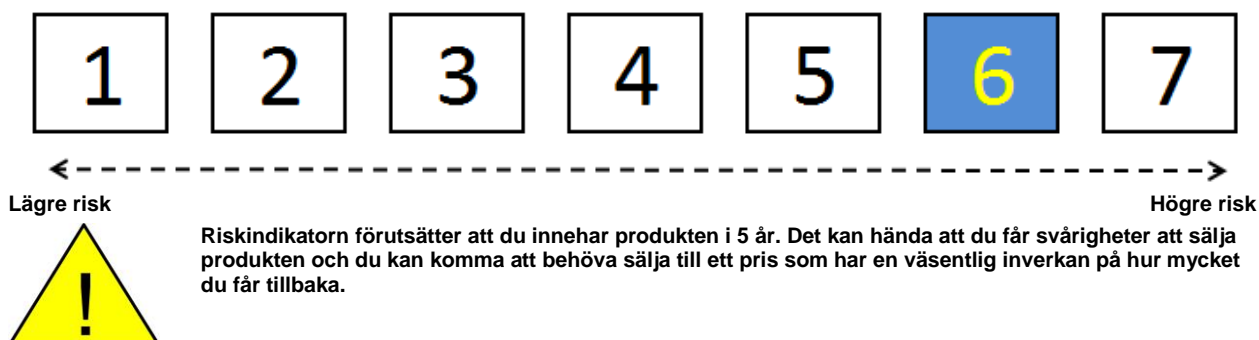 1 2 3 4 5 6 7
Lägre risk Högre risk
Riskindikatorn förutsätter att du innehar produkten i 5 år. Det kan hända att du får svårigheter att sälja
produkten och du kan komma att behöva sälja till ett pris som har en väsentlig inverkan på hur mycket
du får tillbaka.
!